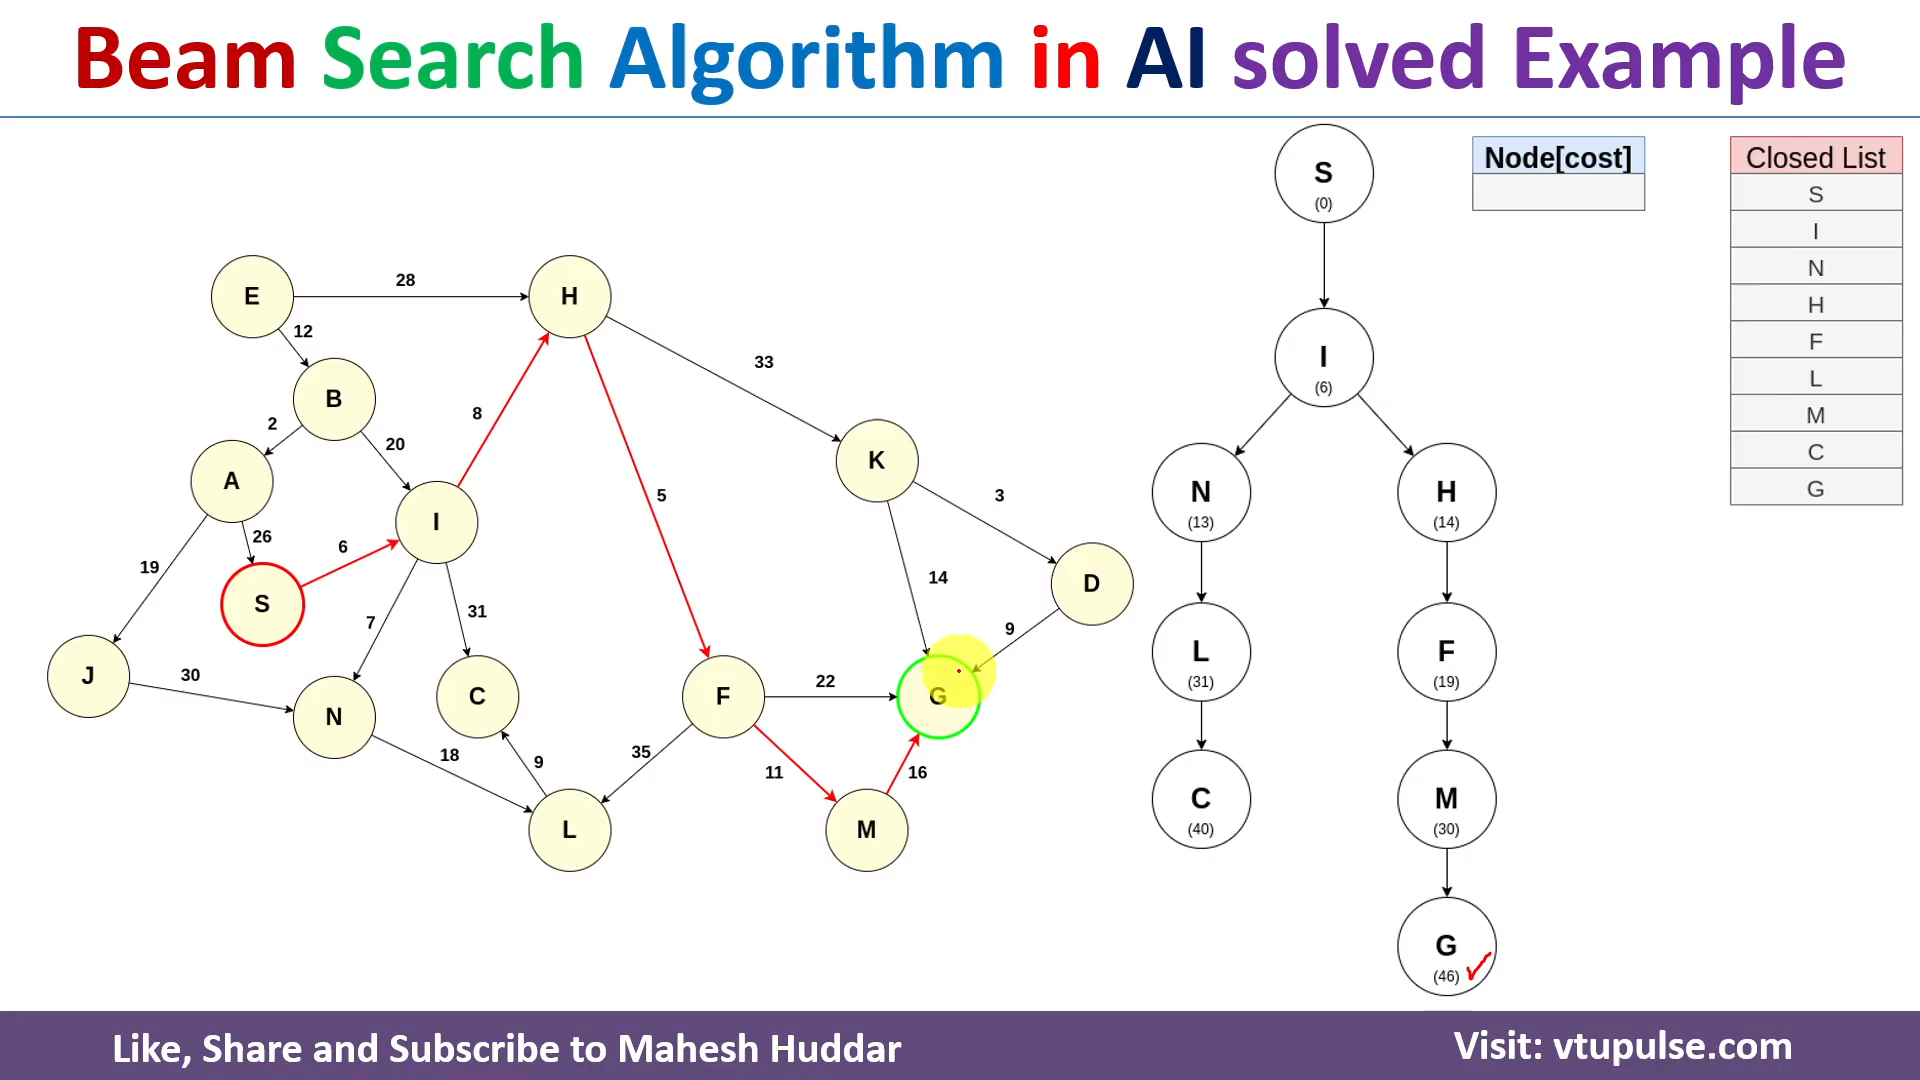 Beam Search Algorithm in AI solved Example
S
(0)
Node[cost]
Closed List
S
I
N
H
F
L
M
C
G
E
28
H
12
B
33
2
8
20
A
K
I
5
3
26
6
19
S
14
D
7
31
9
J
30
N
C
F
22
G
18
9
35
11
16
L
M
I
(6)
N
(13)
H
(14)
L
(31)
F
(19)
C
(40)
M
(30)
G
(46)
Like, Share and Subscribe to Mahesh Huddar
Visit: vtupulse.com